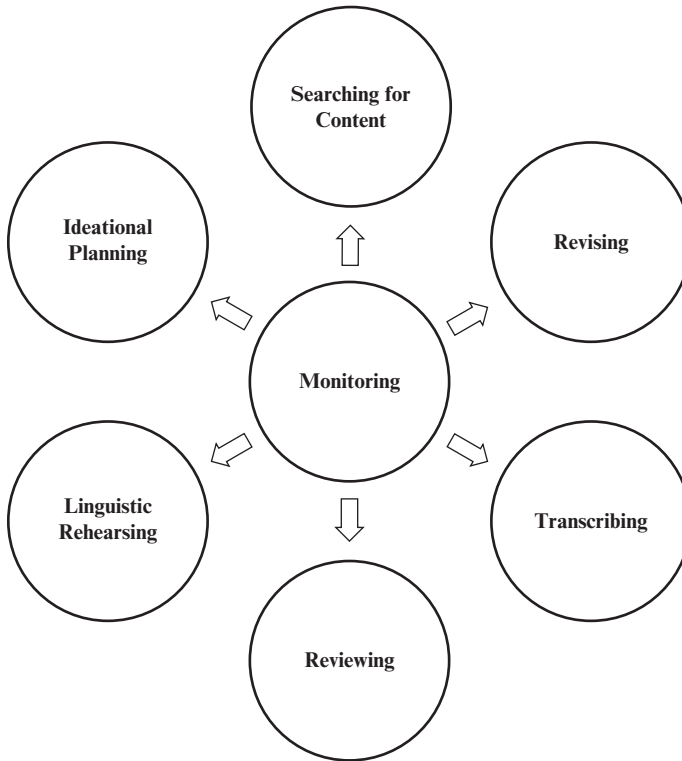 Searching for
Content
Ideational
Planning
Revising
Monitoring
Linguistic
Rehearsing
Transcribing
Reviewing